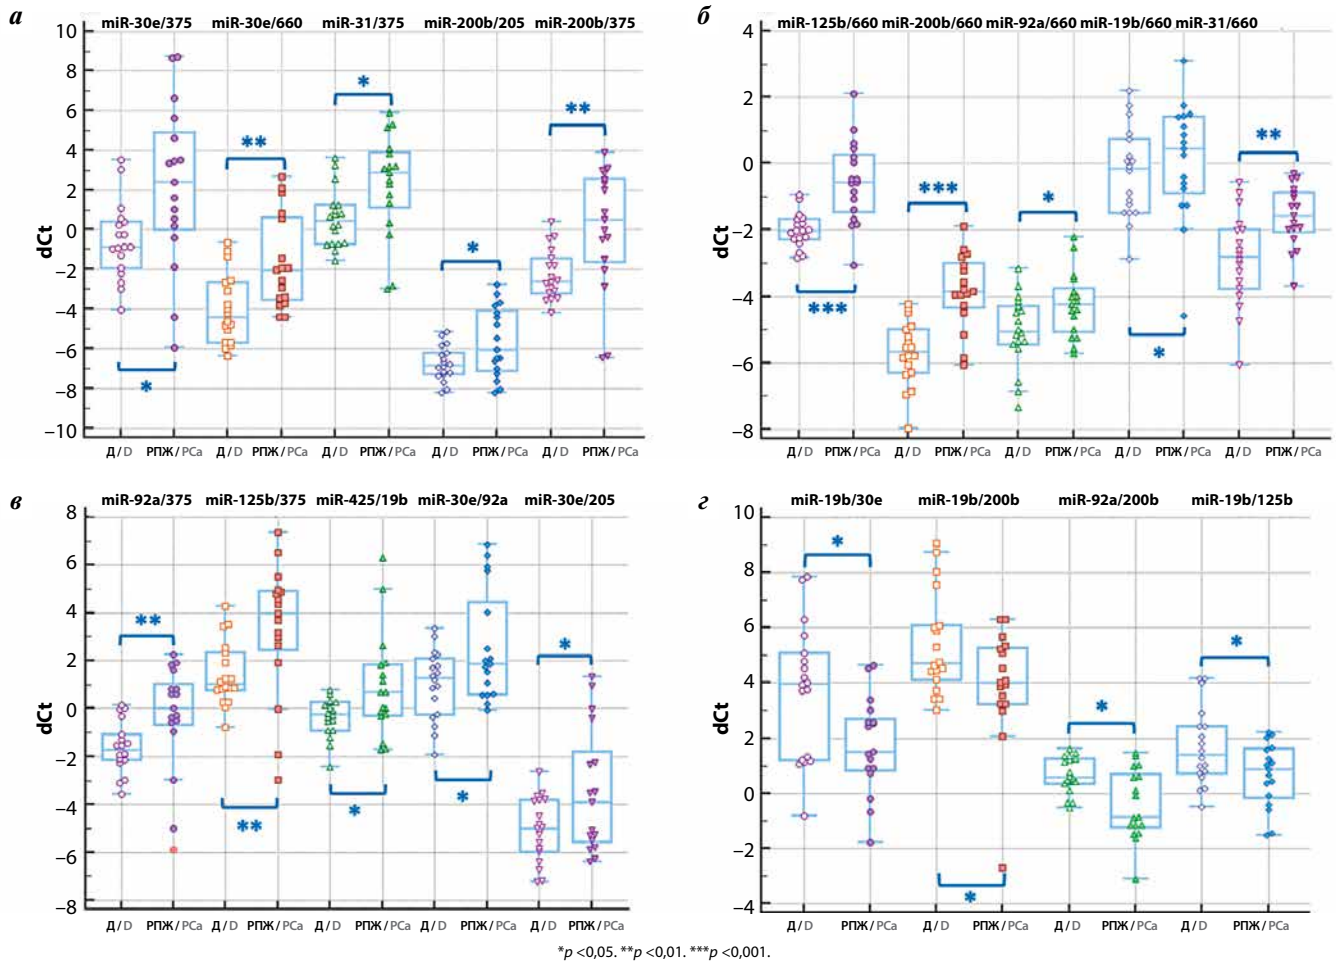 а
miR-30e/375 miR-30e/660 miR-31/375 miR-200b/205 miR-200b/375
10
8
6
4
2
0
−2
−4
−6
−8
−10
dCt
* ** * * **
Д / D РПЖ / PCa Д / D РПЖ / PCa Д / D РПЖ / PCa Д / D РПЖ / PCa Д / D РПЖ / PCa
б
miR-125b/660 miR-200b/660 miR-92a/660 miR-19b/660 miR-31/660
4
2
0
−2
−4
−6
−8
dCt
*** *** * * **
Д / D РПЖ / PCa Д / D РПЖ / PCa Д / D РПЖ / PCa Д / D РПЖ / PCa Д / D РПЖ / PCa
в
miR-92a/375 miR-125b/375 miR-425/19b miR-30e/92a miR-30e/205
8
6
4
2
0
−2
−4
−6
−8
dCt
** ** * * *
Д / D РПЖ / PCa Д / D РПЖ / PCa Д / D РПЖ / PCa Д / D РПЖ / PCa Д / D РПЖ / PCa
г
miR-19b/30e miR-19b/200b miR-92a/200b miR-19b/125b
10
8
6
4
2
0
−2
−4
dCt
* * * *
Д / D РПЖ / PCa Д / D РПЖ / PCa Д / D РПЖ / PCa Д / D РПЖ / PCa
*p <0,05. **p <0,01. ***p <0,001.